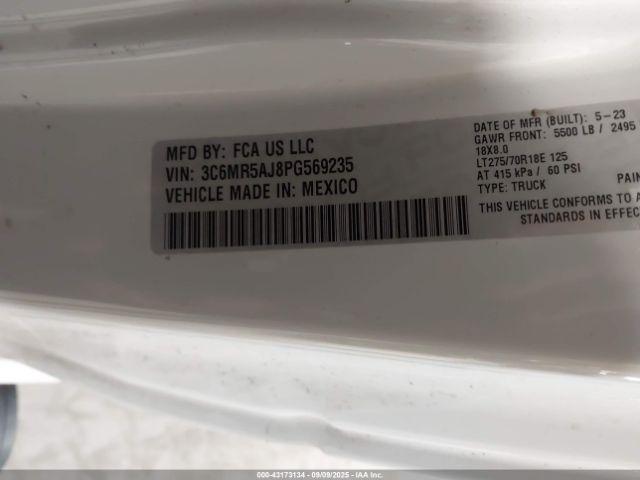 MFD BY: FCA US LLC
VIN: 3C6MR5AJ8PG569235
VEHICLE MADE IN: MEXICO
DATE OF MFR (BUILT): 5-23
GAWR FRONT: 5500 LB / 2495
18X8.0
LT275/70R18E 125
AT 415 kPa / 60 PSI
TYPE: TRUCK PAIN
THIS VEHICLE CONFORMS TO A
STANDARDS IN EFFEC
000-43173134 - 09/09/2025 - IAA Inc.